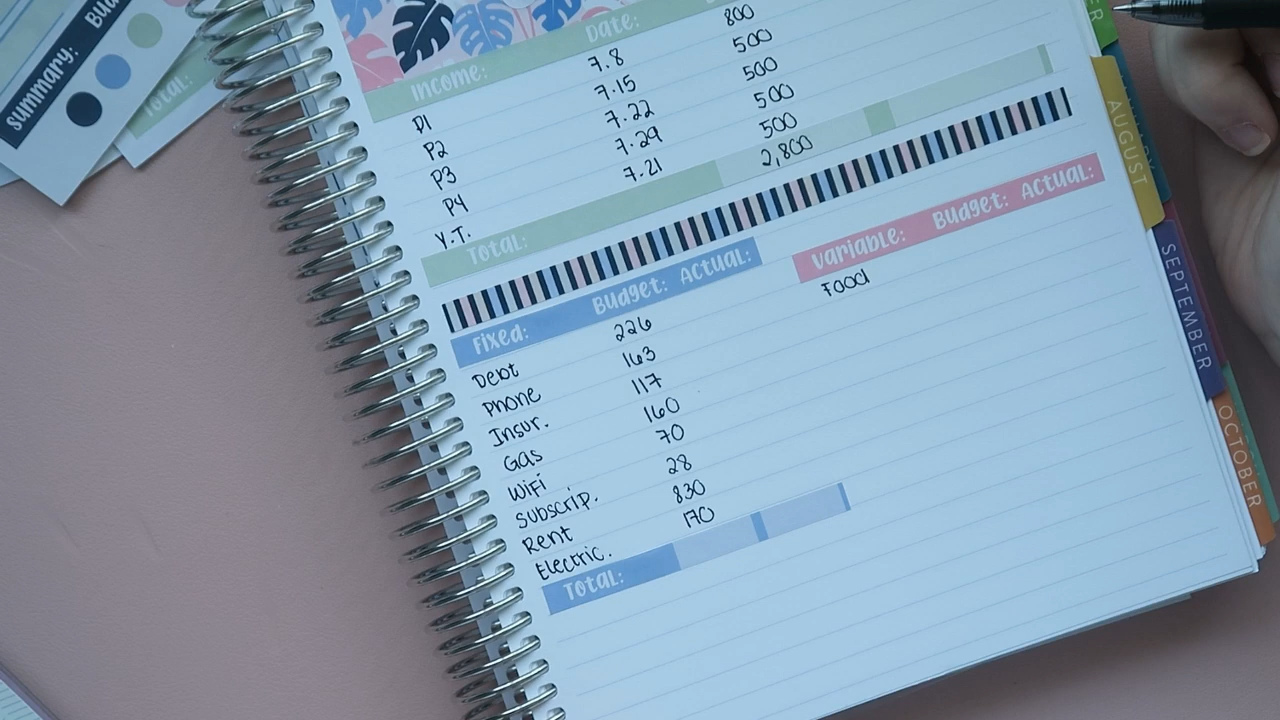 summary: Bud
Total:
Income: Date:
P1 7.8 800
P2 7.15 500
P3 7.22 500
P4 7.29 500
Y.T. 7.21 500
Total: 2,800
Fixed: Budget: Actual:
Debt 226
Phone 163
Insur. 117
Gas 160
WiFi 70
Subscrip. 28
Rent 830
Electric. 170
Total:
Variable: Budget: Actual:
Food
ER
AUGUST
SEPTEMBER
OCTOBER